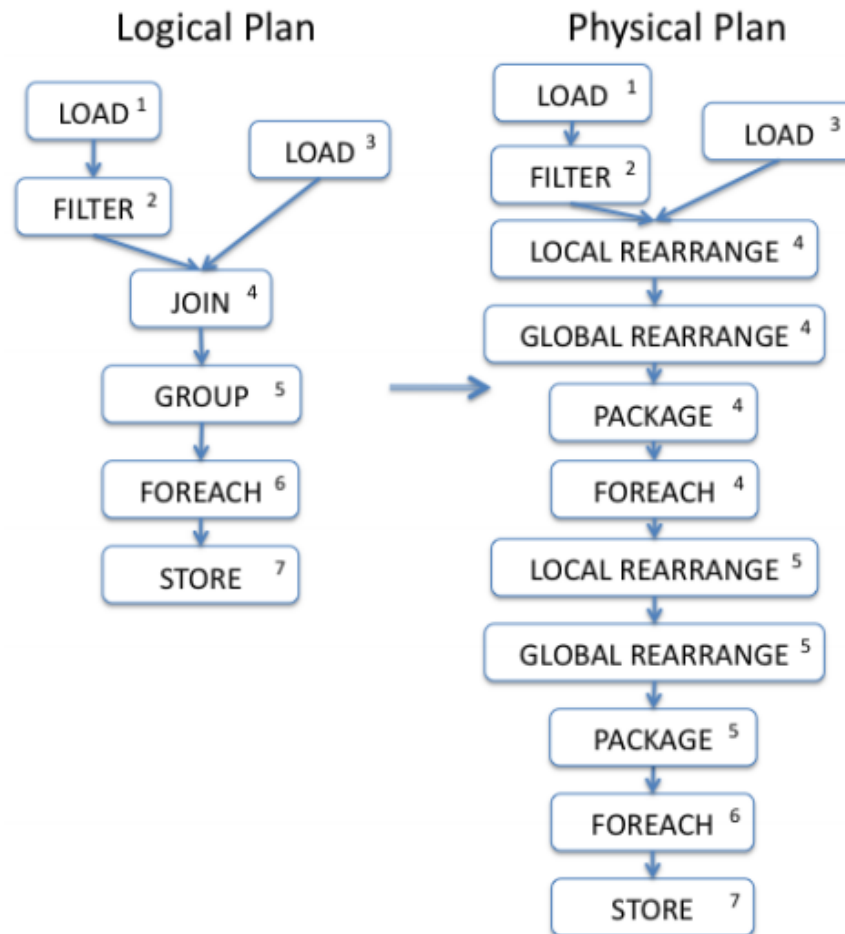 Logical Plan
LOAD 1
LOAD 3
FILTER 2
JOIN 4
GROUP 5
FOREACH 6
STORE 7
Physical Plan
LOAD 1
LOAD 3
FILTER 2
LOCAL REARRANGE 4
GLOBAL REARRANGE 4
PACKAGE 4
FOREACH 4
LOCAL REARRANGE 5
GLOBAL REARRANGE 5
PACKAGE 5
FOREACH 6
STORE 7